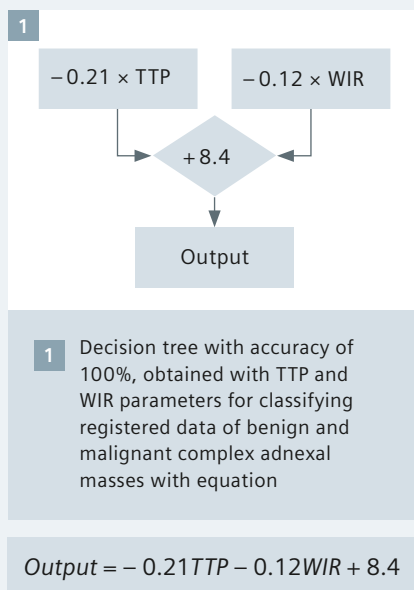 1
– 0.21 × TTP
– 0.12 × WIR
+ 8.4
Output
1
Decision tree with accuracy of
100%, obtained with TTP and
WIR parameters for classifying
registered data of benign and
malignant complex adnexal
masses with equation
Output = – 0.21TTP – 0.12WIR + 8.4